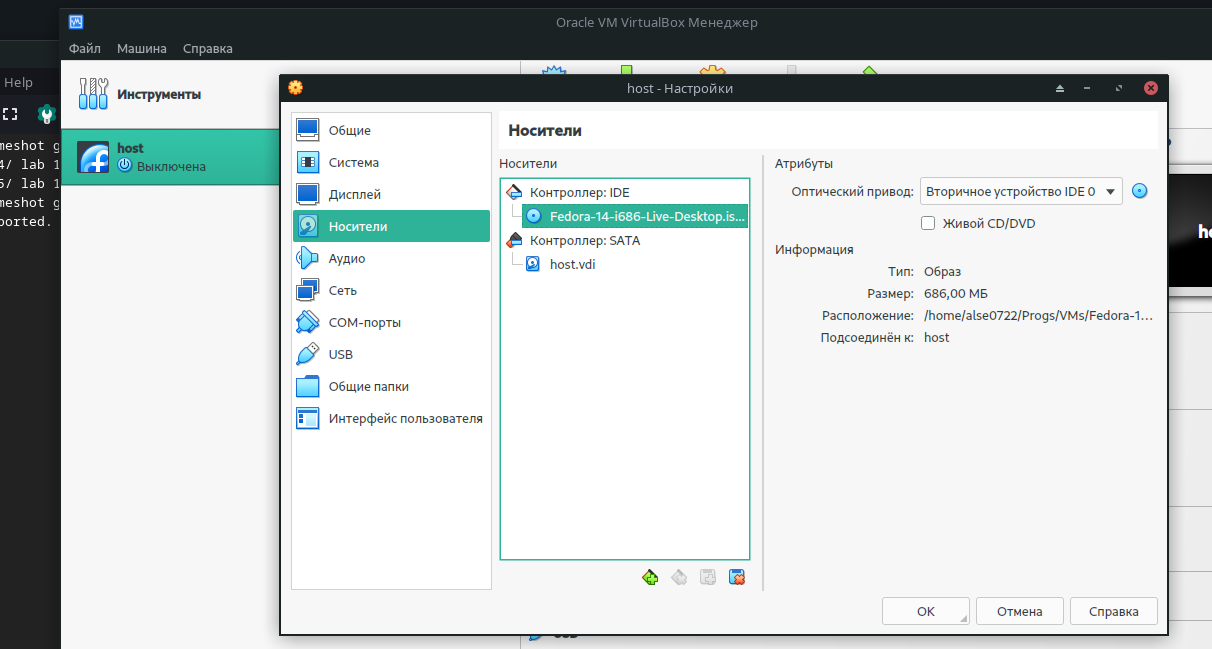 Oracle VM VirtualBox Менеджер
Файл Машина Справка
Help
Инструменты
host
Выключена
meshot g
4/ lab 1
5/ lab 1
meshot g
ported.
host - Настройки
Общие
Система
Дисплей
Носители
Аудио
Сеть
COM-порты
USB
Общие папки
Интерфейс пользователя
Носители
Носители
Контроллер: IDE
Fedora-14-i686-Live-Desktop.is...
Контроллер: SATA
host.vdi
Атрибуты
Оптический привод: Вторичное устройство IDE 0
Живой CD/DVD
Информация
Тип: Образ
Размер: 686,00 МБ
Расположение: /home/alse0722/Progs/VMs/Fedora-1...
Подсоединён к: host
OK Отмена Справка